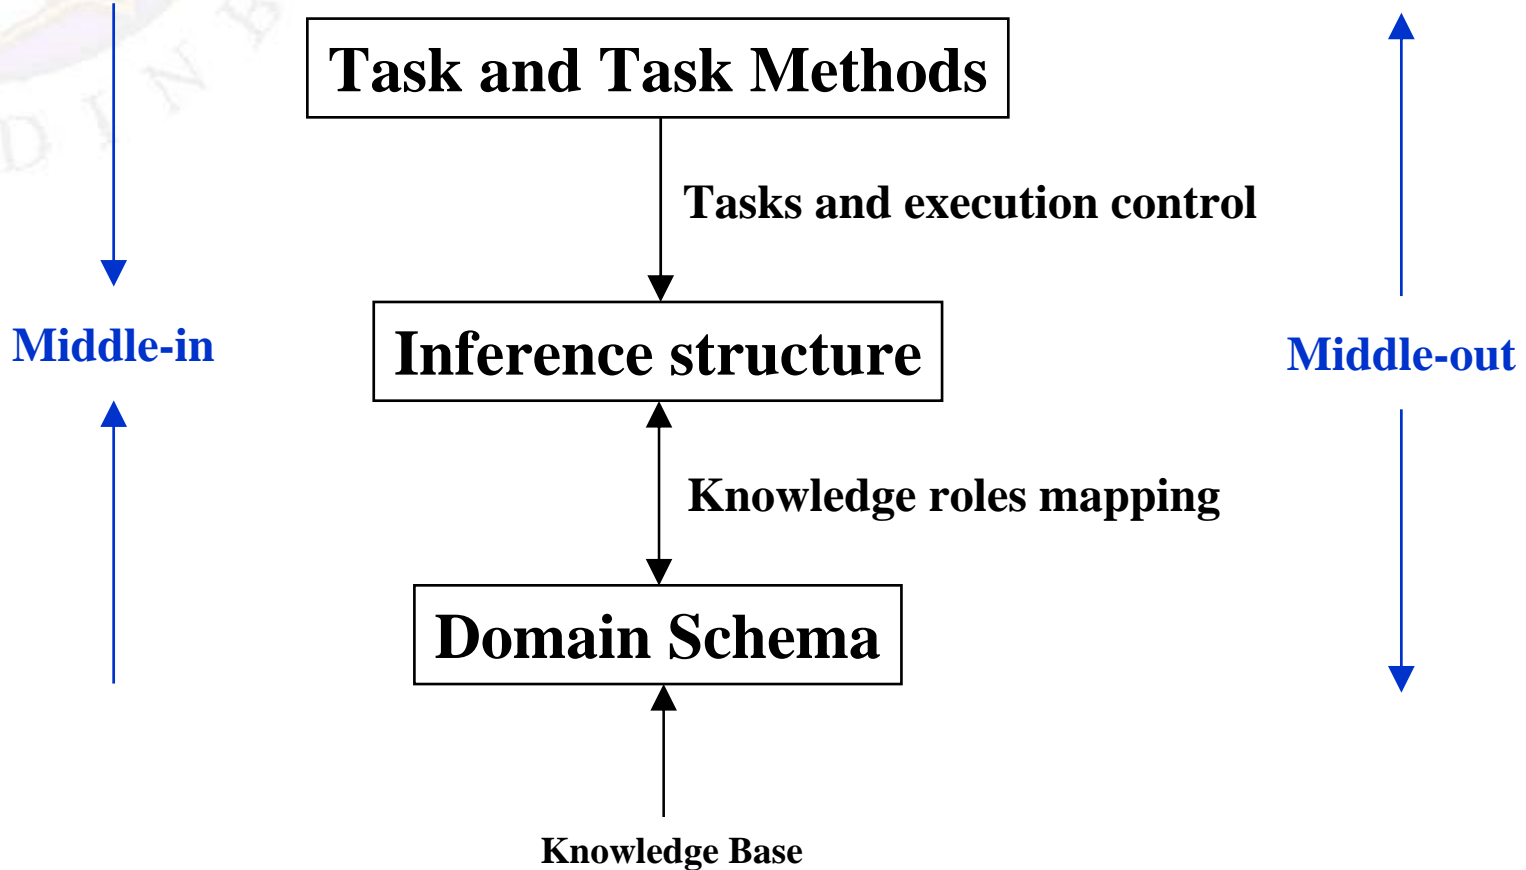 Task and Task Methods
Tasks and execution control
Middle-in
Inference structure
Middle-out
Knowledge roles mapping
Domain Schema
Knowledge Base